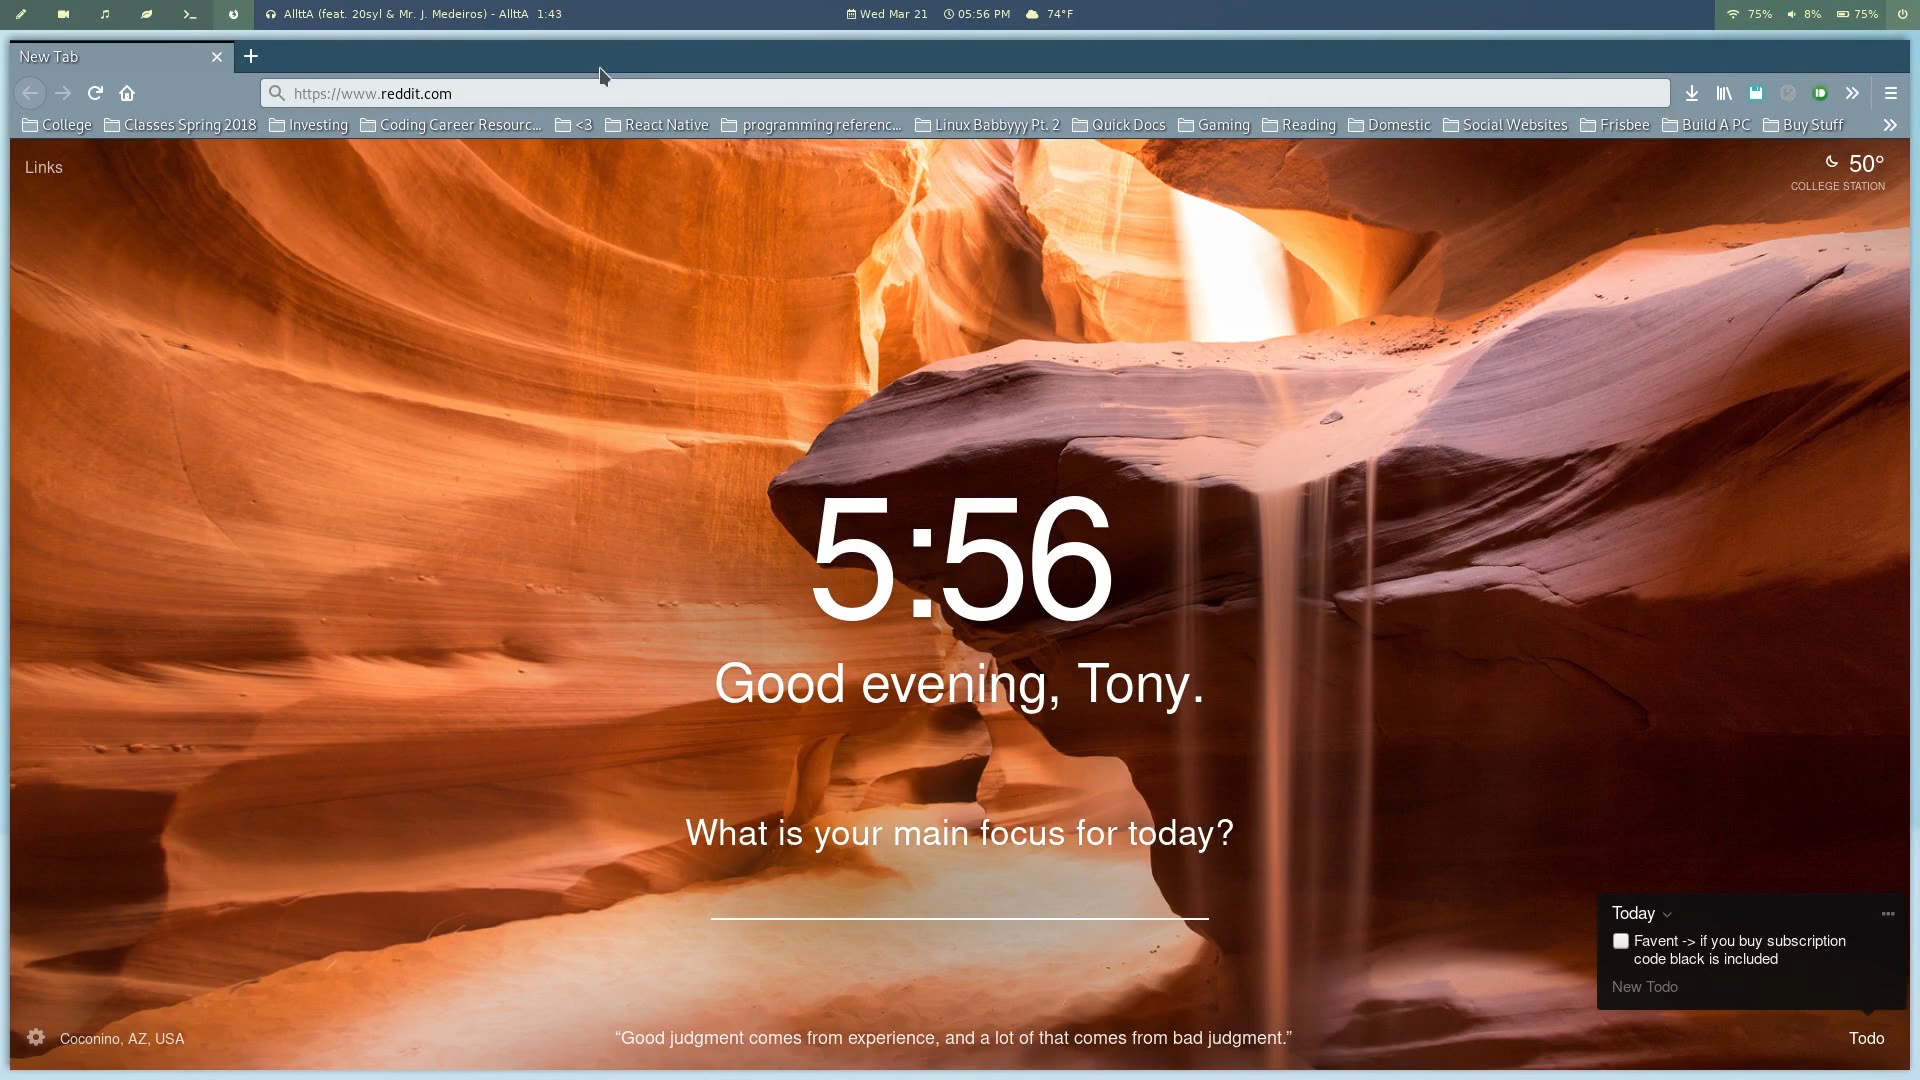 AllttA (feat. 20syl & Mr. J. Medeiros) - AllttA 1:43
Wed Mar 21 05:56 PM 74°F
75% 8% 75%
New Tab
https://www.reddit.com
College Classes Spring 2018 Investing Coding Career Resourc... <3 React Native programming referenc... Linux Babbyyy Pt. 2 Quick Docs Gaming Reading Domestic Social Websites Frisbee Build A PC Buy Stuff
Links
50°
COLLEGE STATION
5:56
Good evening, Tony.
What is your main focus for today?
Today
Favent -> if you buy subscription
code black is included
New Todo
Coconino, AZ, USA
“Good judgment comes from experience, and a lot of that comes from bad judgment.”
Todo